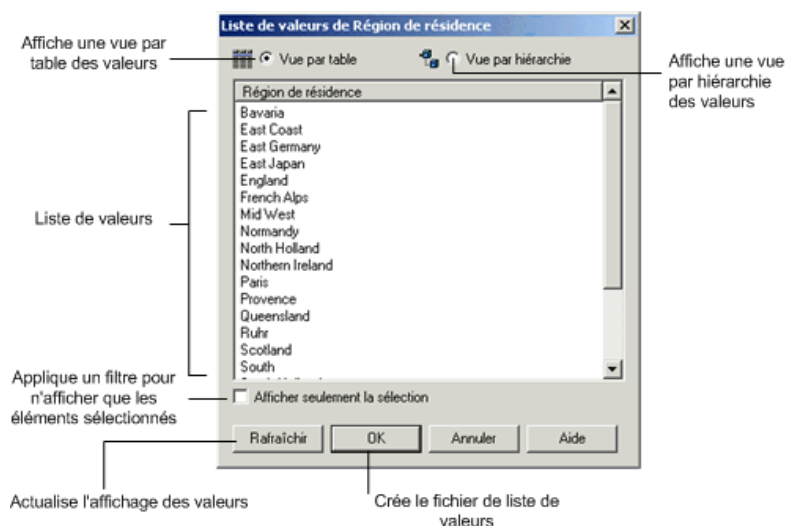 Liste de valeurs de Région de résidence
Affiche une vue par
table des valeurs
Vue par table
Vue par hiérarchie
Affiche une vue
par hiérarchie
des valeurs
Région de résidence
Bavaria
East Coast
East Germany
East Japan
England
French Alps
Mid West
Normandy
North Holland
Northern Ireland
Paris
Provence
Queensland
Ruhr
Scotland
South
Liste de valeurs
Applique un filtre pour
n'afficher que les
éléments sélectionnés
Afficher seulement la sélection
Rafraîchir
OK
Annuler
Aide
Actualise l'affichage des valeurs
Crée le fichier de liste de
valeurs